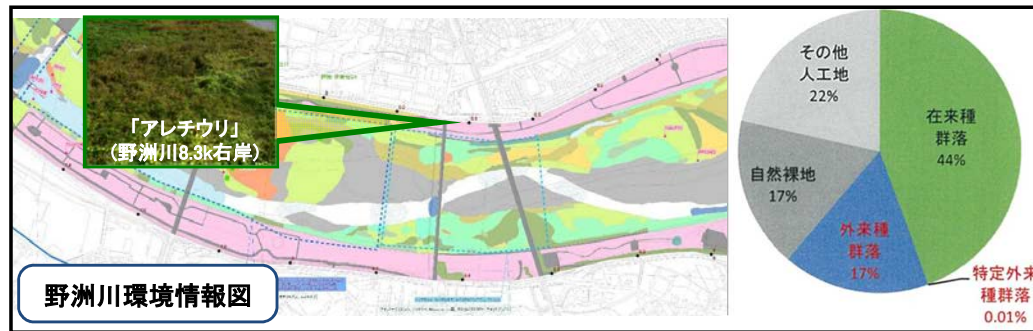 「アレチウリ」
(野洲川8.3k右岸)
野洲川環境情報図
その他
人工地
22%
在来種
群落
44%
自然裸地
17%
外来種
群落
17%
特定外来
種群落
0.01%